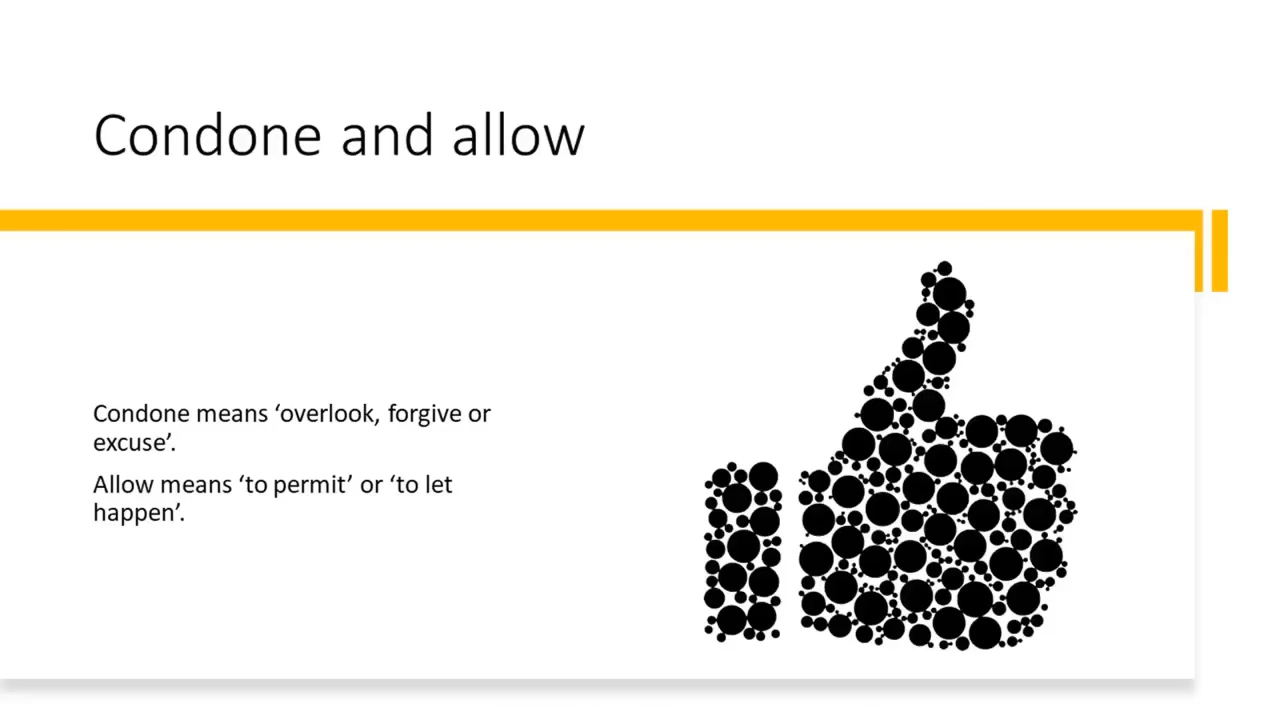 Condone and allow
Condone means ‘overlook, forgive or
excuse’.
Allow means ‘to permit’ or ‘to let
happen’.